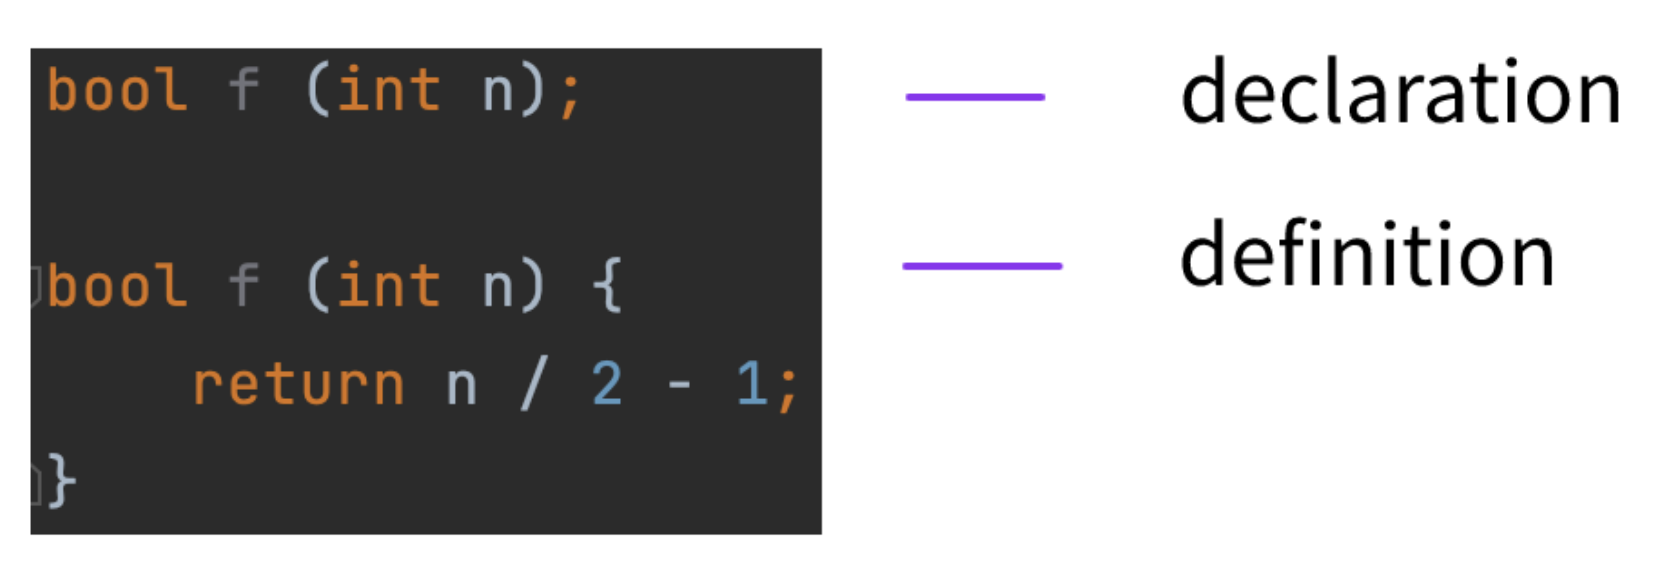 bool f (int n);
declaration
bool f (int n) {
definition
    return n / 2 - 1;
}